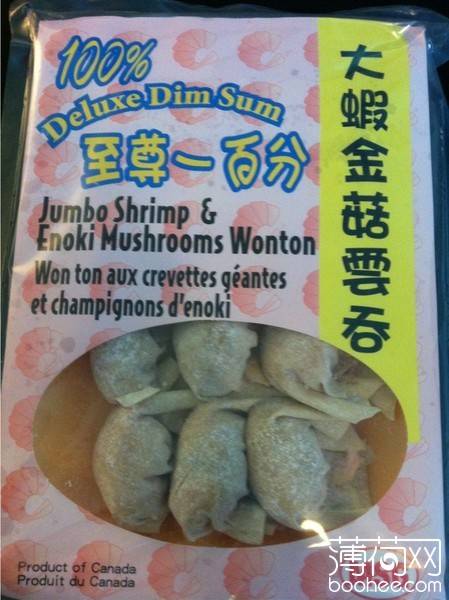 100%
Deluxe Dim Sum
至尊一百分
大蝦金菇雲吞
Jumbo Shrimp &
Enoki Mushrooms Wonton
Won ton aux crevettes géantes
et champignons d'enoki
Product of Canada
Produit du Canada
薄荷网
boohee.com